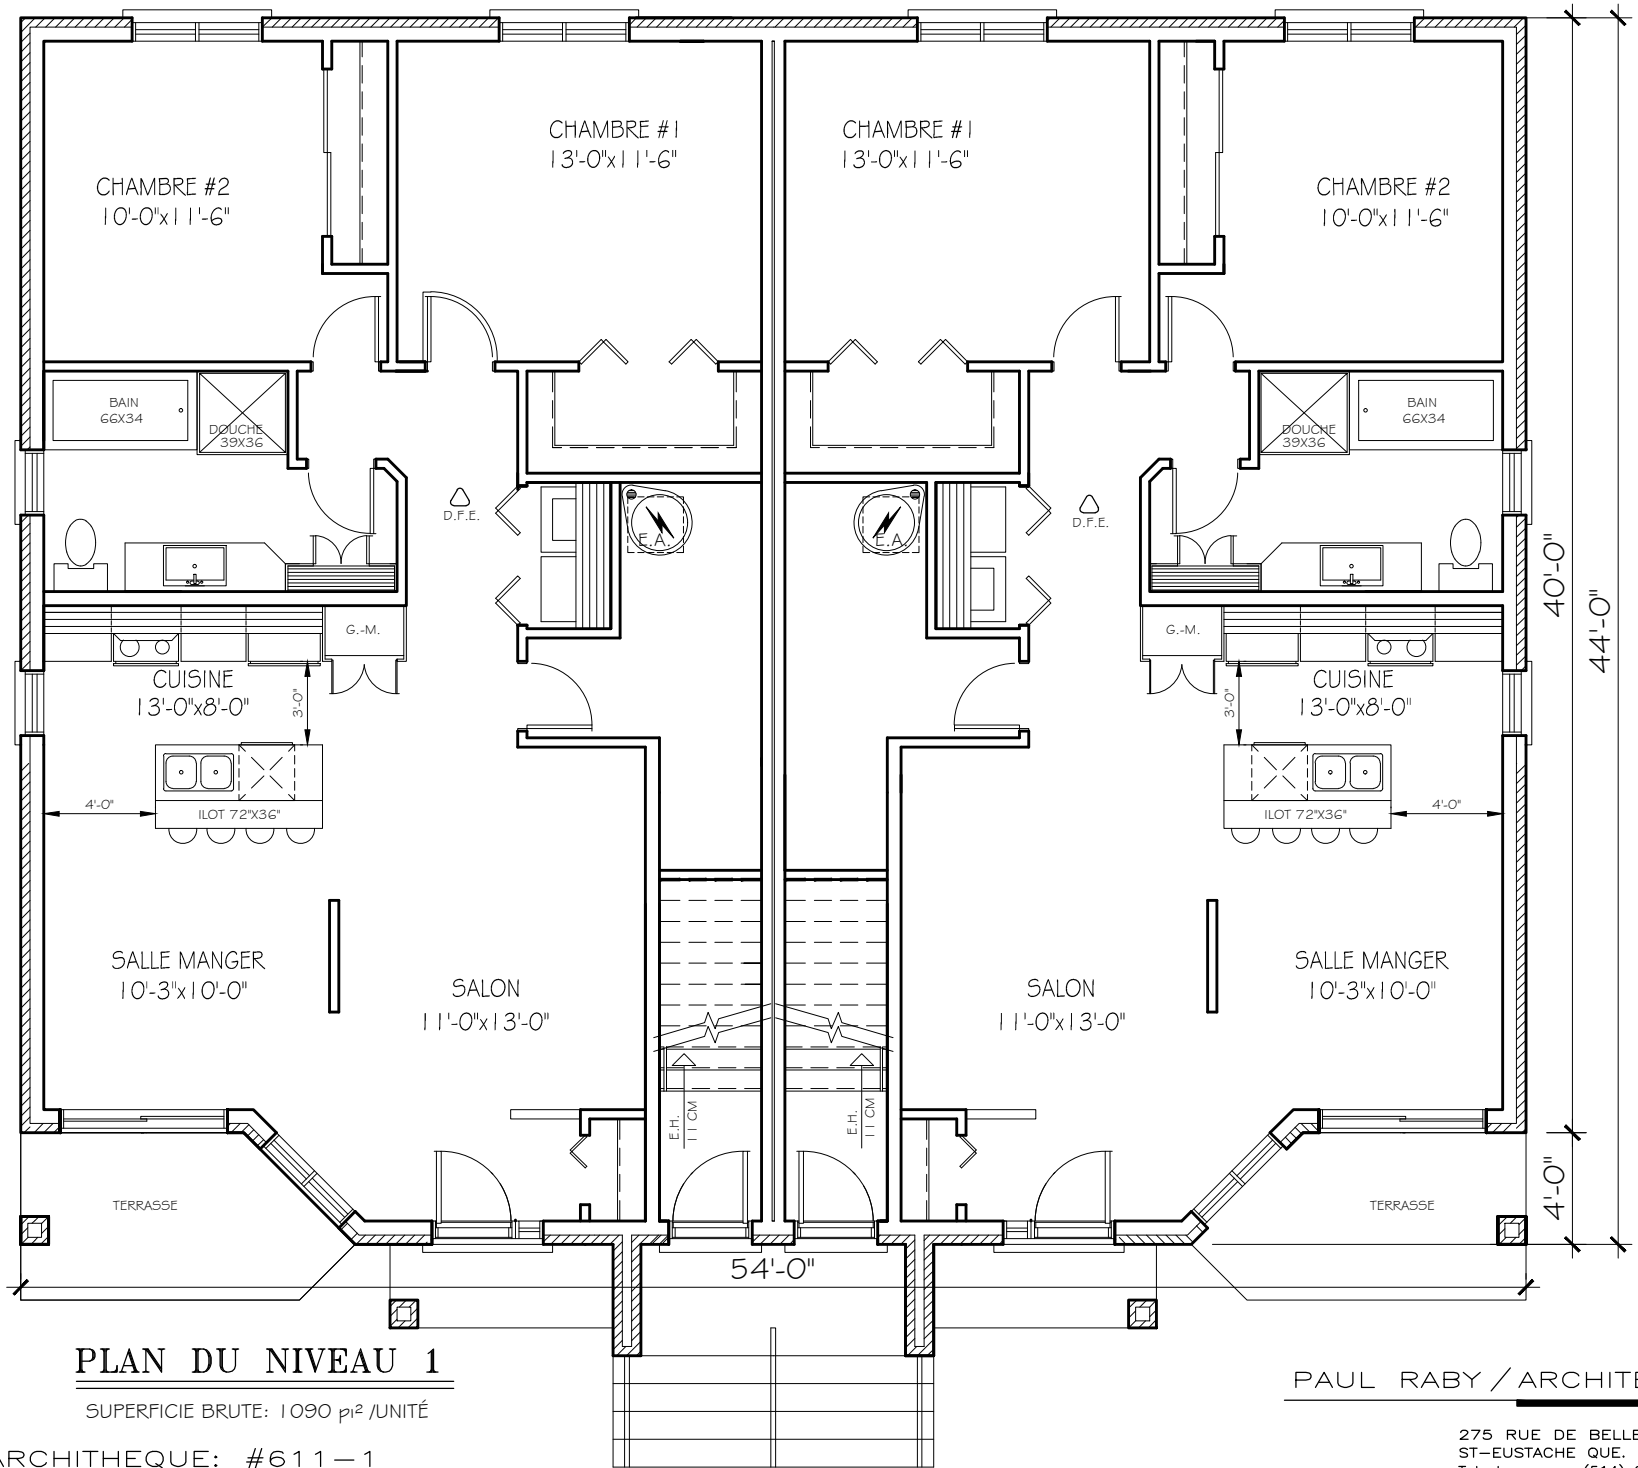 CHAMBRE #1
13'-0"x11'-6"
CHAMBRE #1
13'-0"x11'-6"
CHAMBRE #2
10'-0"x11'-6"
CHAMBRE #2
10'-0"x11'-6"
BAIN
66X34
DOUCHE
39X36
BAIN
66X34
DOUCHE
39X36
D.F.E.
E.A.
E.A.
D.F.E.
40'-0"
44'-0"
G.-M.
G.-M.
CUISINE
13'-0"x8'-0"
3'-0"
CUISINE
13'-0"x8'-0"
3'-0"
4'-0"
ILOT 72"X36"
ILOT 72"X36"
4'-0"
SALLE MANGER
10'-3"x10'-0"
SALON
11'-0"x13'-0"
SALON
11'-0"x13'-0"
SALLE MANGER
10'-3"x10'-0"
E.H.
11 CM
E.H.
11 CM
TERRASSE
TERRASSE
4'-0"
54'-0"
PLAN DU NIVEAU 1
SUPERFICIE BRUTE: 1090 pi² /UNITÉ
ARCHITHEQUE: #611-1
PAUL RABY/ARCHITE
275 RUE DE BELLE
ST-EUSTACHE QUE.